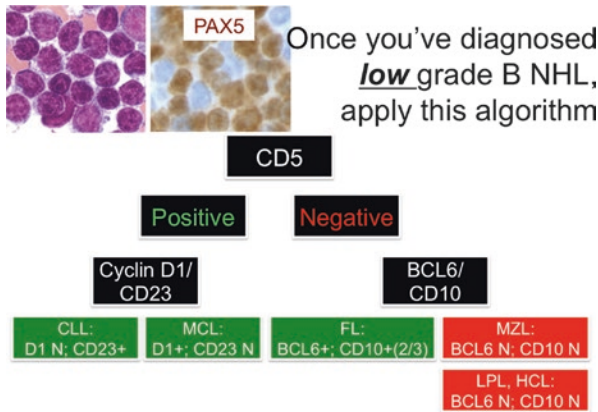 PAX5
Once you've diagnosed
low grade B NHL,
apply this algorithm
CD5
Positive
Negative
Cyclin D1/
CD23
BCL6/
CD10
CLL:
D1 N; CD23+
MCL:
D1+; CD23 N
FL:
BCL6+; CD10+(2/3)
MZL:
BCL6 N; CD10 N
LPL, HCL:
BCL6 N; CD10 N